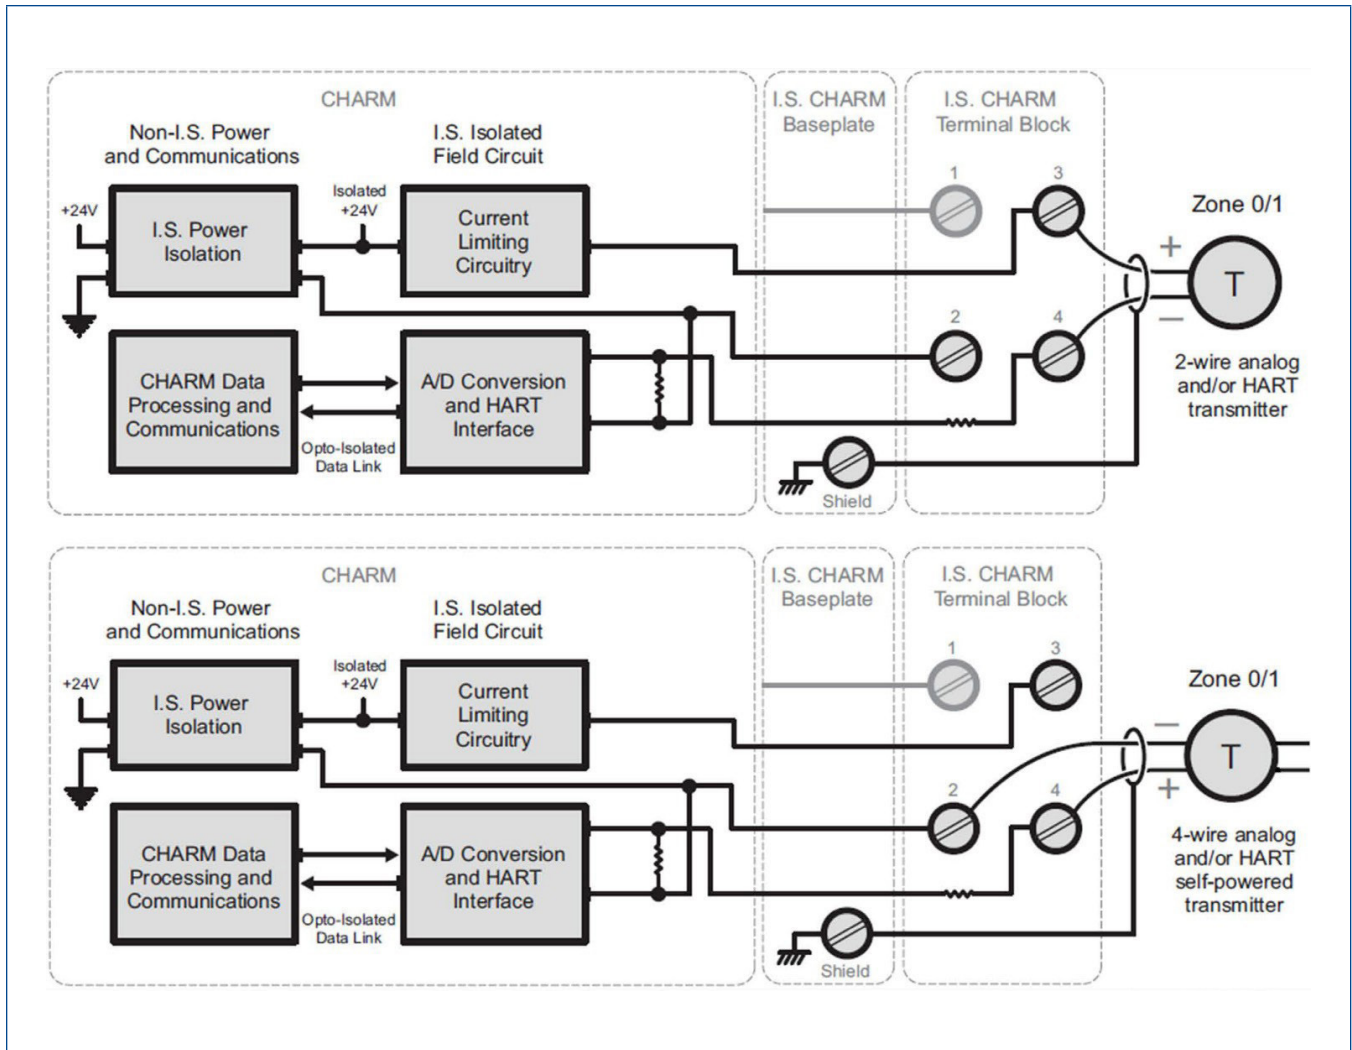 CHARM
I.S. CHARM
Baseplate
I.S. CHARM
Terminal Block
Non-I.S. Power
and Communications
I.S. Isolated
Field Circuit
+24V
I.S. Power
Isolation
Isolated
+24V
Current
Limiting
Circuitry
1
3
Zone 0/1
+
T
−
2
4
CHARM Data
Processing and
Communications
A/D Conversion
and HART
Interface
Opto-Isolated
Data Link
Shield
2-wire analog
and/or HART
transmitter
CHARM
I.S. CHARM
Baseplate
I.S. CHARM
Terminal Block
Non-I.S. Power
and Communications
I.S. Isolated
Field Circuit
+24V
I.S. Power
Isolation
Isolated
+24V
Current
Limiting
Circuitry
1
3
Zone 0/1
−
T
+
2
4
CHARM Data
Processing and
Communications
A/D Conversion
and HART
Interface
Opto-Isolated
Data Link
Shield
4-wire analog
and/or HART
self-powered
transmitter